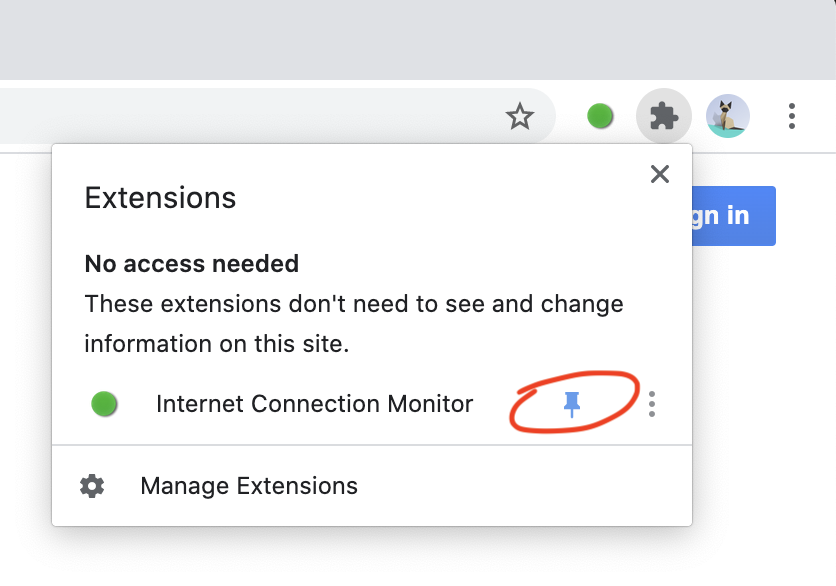 gn in
Extensions
No access needed
These extensions don't need to see and change
information on this site.
Internet Connection Monitor
Manage Extensions